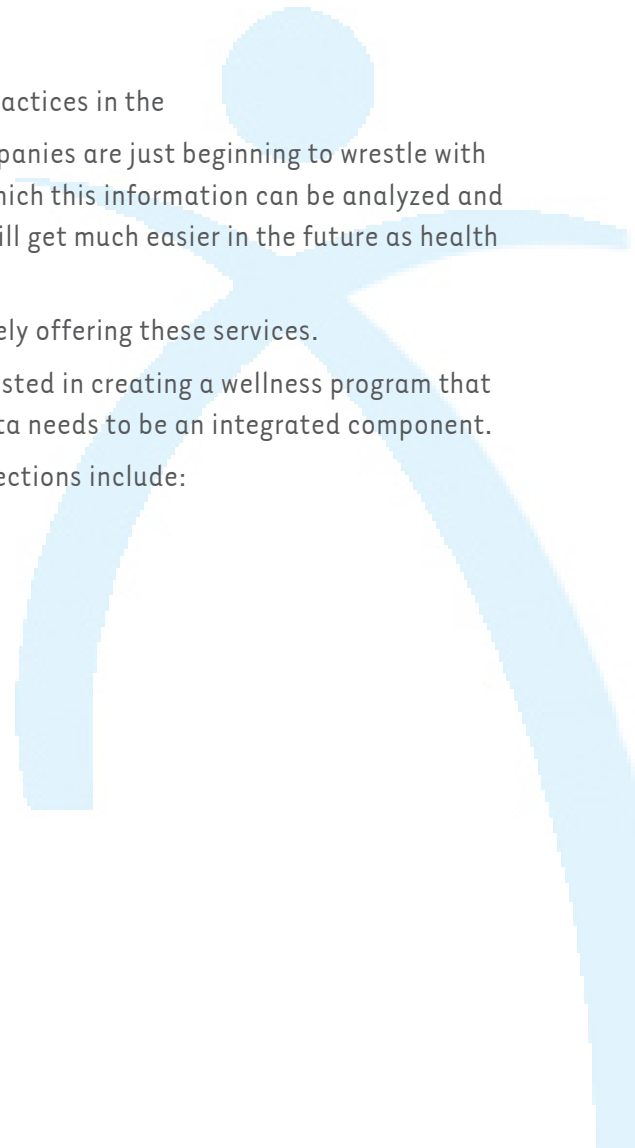 actices in the
panies are just beginning to wrestle with
hich this information can be analyzed and
ill get much easier in the future as health
ely offering these services.
sted in creating a wellness program that
ta needs to be an integrated component.
ections include: